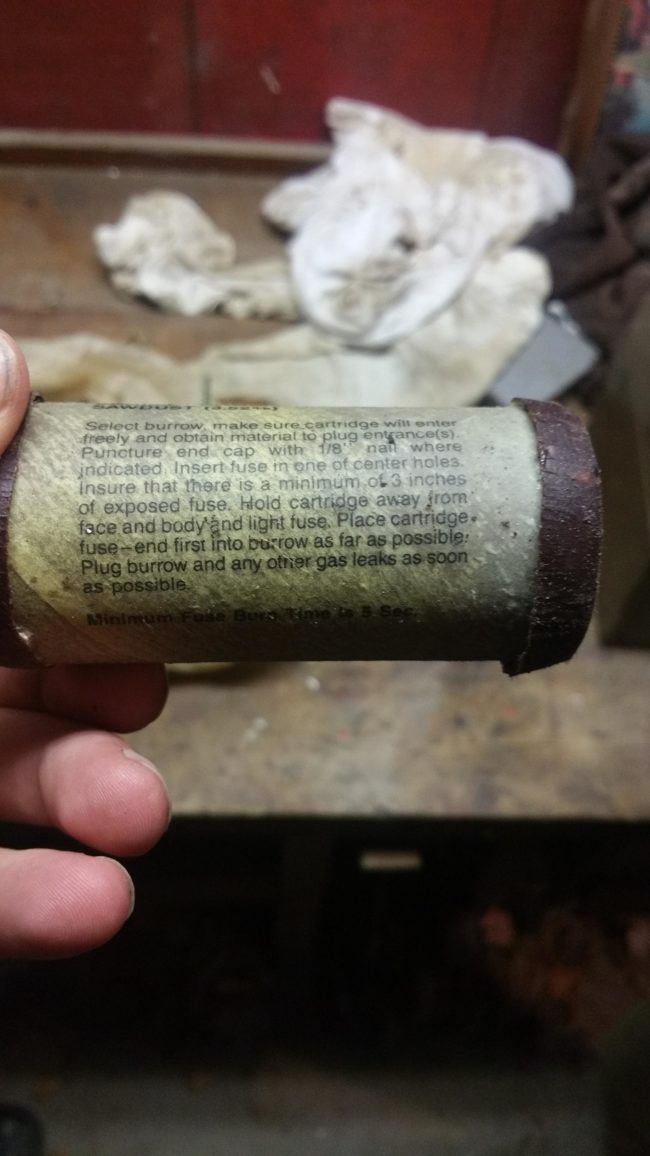 SAWDUST
Select burrow, make sure cartridge will enter
freely and obtain material to plug entrance(s).
Puncture end cap with 1/8" nail where
indicated. Insert fuse in one of center holes.
Insure that there is a minimum of 3 inches
of exposed fuse. Hold cartridge away from
face and body and light fuse. Place cartridge
fuse-end first into burrow as far as possible.
Plug burrow and any other gas leaks as soon
as possible.
Minimum Fuse Burn Time is 5 Sec.